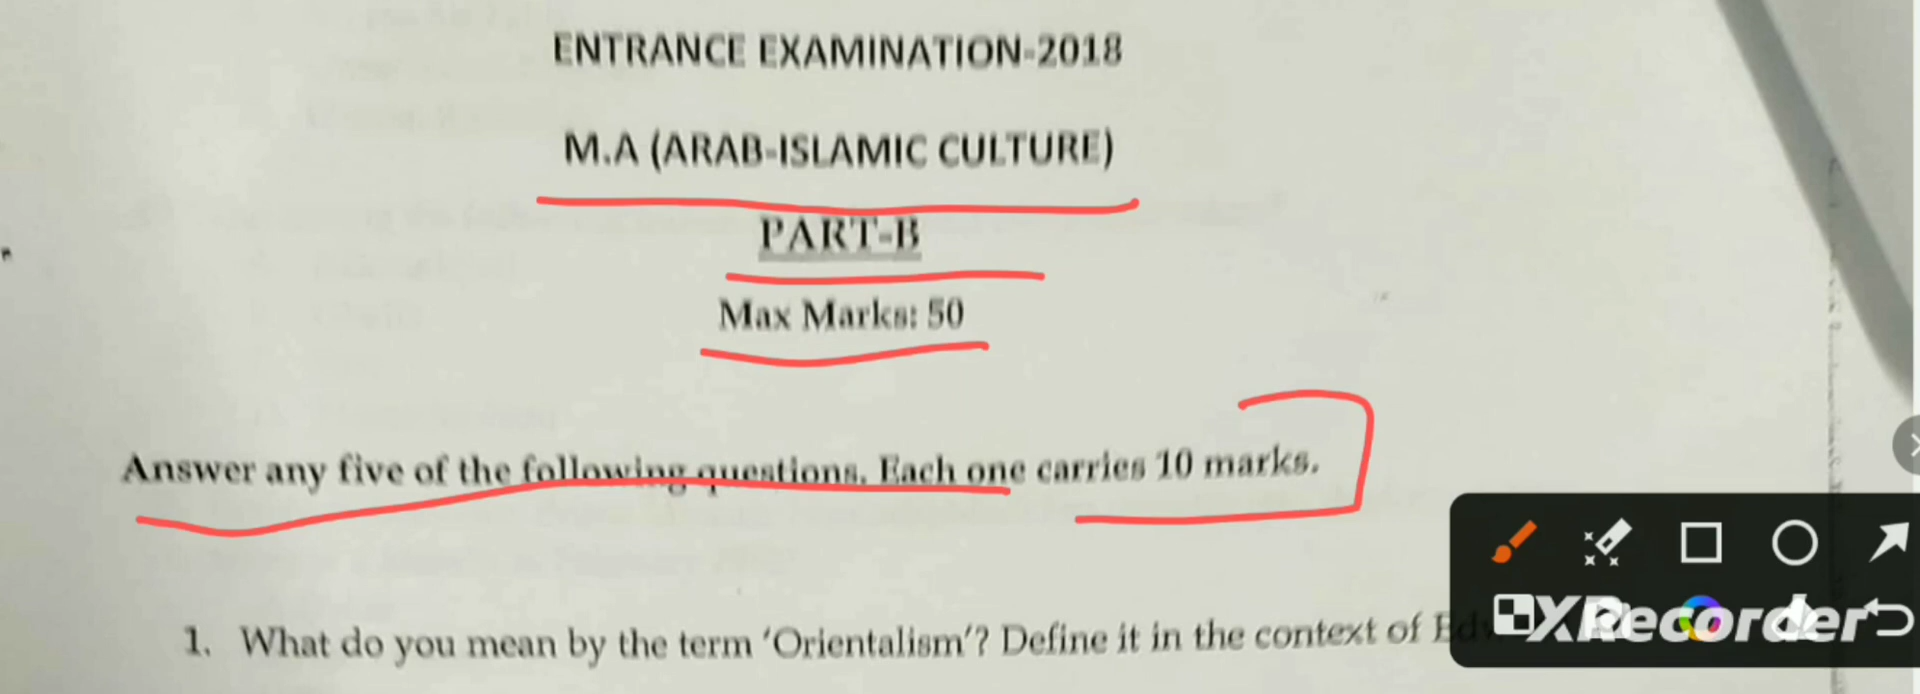 ENTRANCE EXAMINATION-2018
M.A (ARAB-ISLAMIC CULTURE)
PART-B
Max Marks: 50
Answer any five of the following questions. Each one carries 10 marks.
1. What do you mean by the term 'Orientalism'? Define it in the context of
XRecorder